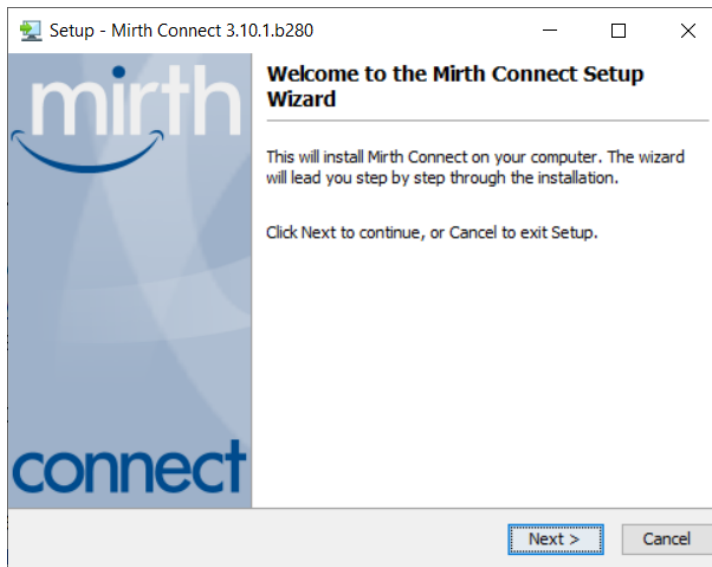 Setup - Mirth Connect 3.10.1.b280
mirth
connect
Welcome to the Mirth Connect Setup
Wizard
This will install Mirth Connect on your computer. The wizard
will lead you step by step through the installation.
Click Next to continue, or Cancel to exit Setup.
Next >
Cancel